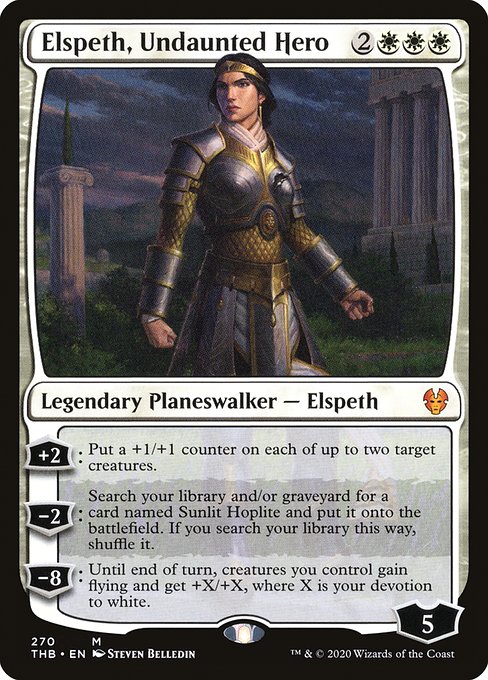 Elspeth, Undaunted Hero 2
Legendary Planeswalker — Elspeth
+2 : Put a +1/+1 counter on each of up to two target
creatures.
−2 : Search your library and/or graveyard for a
card named Sunlit Hoplite and put it onto the
battlefield. If you search your library this way,
shuffle it.
−8 : Until end of turn, creatures you control gain
flying and get +X/+X, where X is your devotion
to white.
5
270 M
THB • EN Steven Belledin
™ & © 2020 Wizards of the Coast